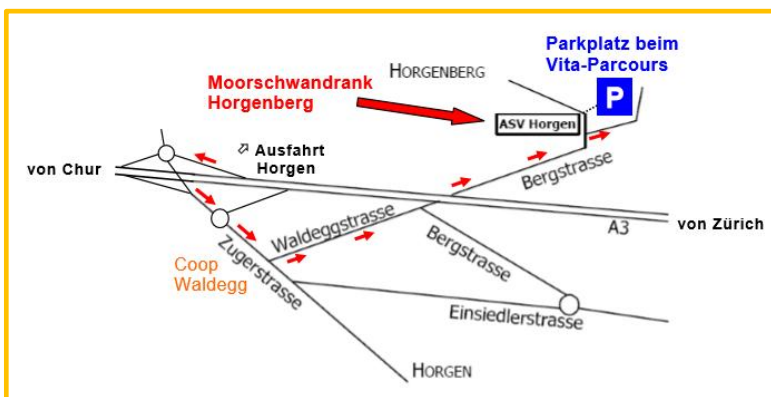 Parkplatz beim
Vita-Parcours
P
HORGENBERG
Moorschwandrank
Horgenberg
ASV Horgen
Ausfahrt
Horgen
von Chur
Bergstrasse
von Zürich
A3
Waldeggstrasse
Bergstrasse
Zugerstrasse
Coop
Waldegg
Einsiedlerstrasse
HORGEN